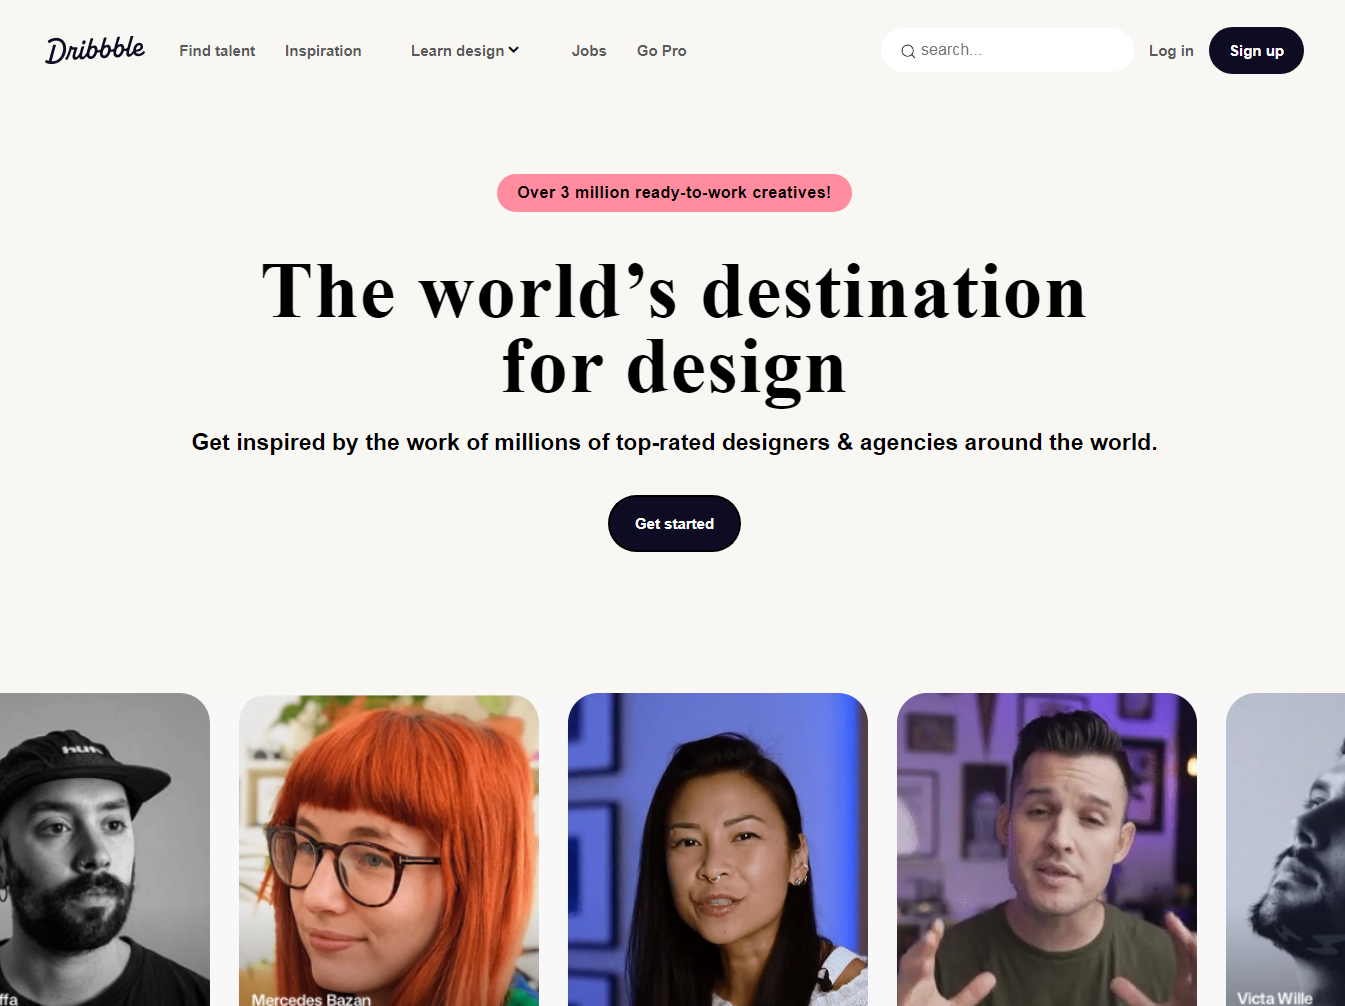 Dribbble Find talent Inspiration Learn design Jobs Go Pro search... Log in Sign up
Over 3 million ready-to-work creatives!
The world’s destination
for design
Get inspired by the work of millions of top-rated designers & agencies around the world.
Get started
huf
ffa
Mercedes Bazan
Victa Wille